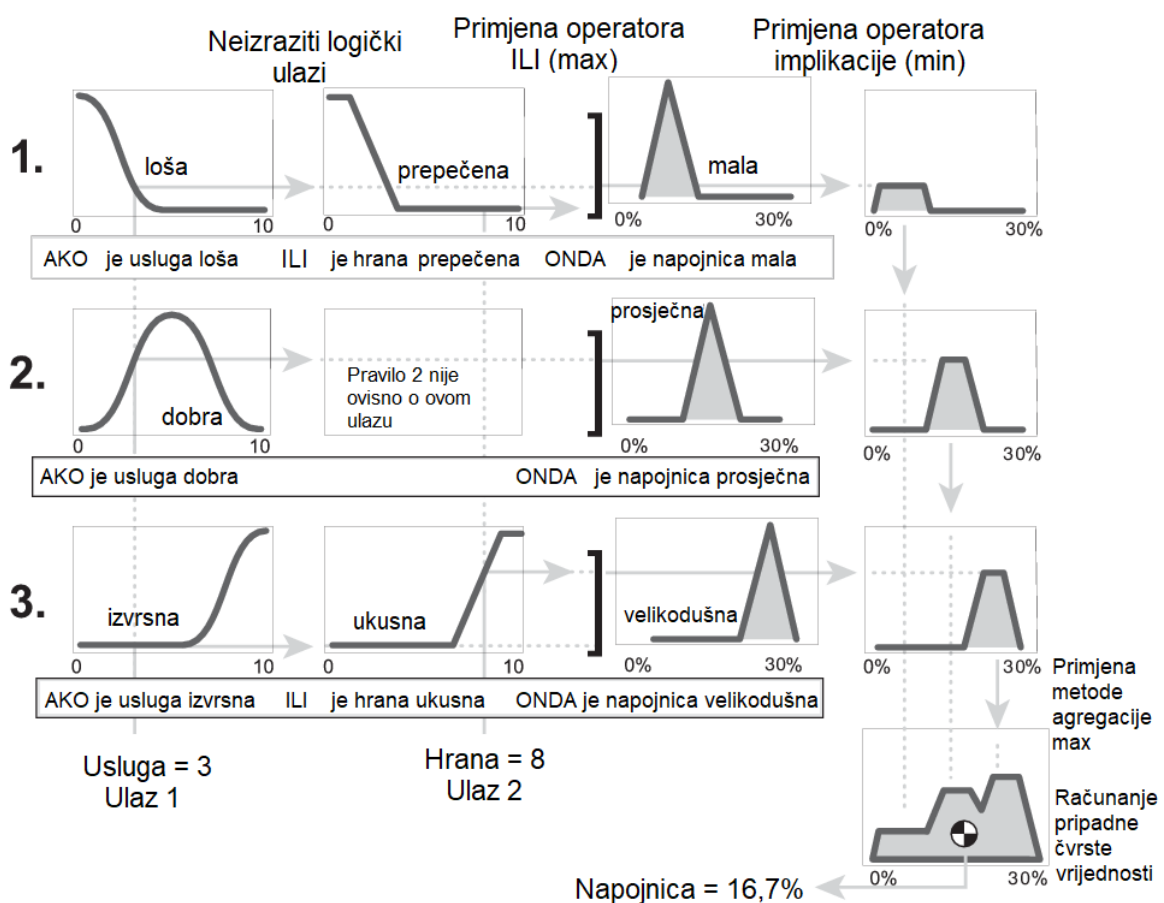 Neizraziti logički
ulazi
Primjena operatora
ILI (max)
Primjena operatora
implikacije (min)
1.
loša
0
10
prepečena
0
10
mala
0%
30%
0%
30%
AKO je usluga loša ILI je hrana prepečena ONDA je napojnica mala
2.
dobra
0
10
Pravilo 2 nije
ovisno o ovom
ulazu
prosječna
0%
30%
0%
30%
AKO je usluga dobra ONDA je napojnica prosječna
3.
izvrsna
0
10
ukusna
0
10
velikodušna
0%
30%
0%
30%
AKO je usluga izvrsna ILI je hrana ukusna ONDA je napojnica velikodušna
Primjena
metode
agregacije
max
Usluga = 3
Ulaz 1
Hrana = 8
Ulaz 2
Računanje
pripadne
čvrste
vrijednosti
0%
30%
Napojnica = 16,7%